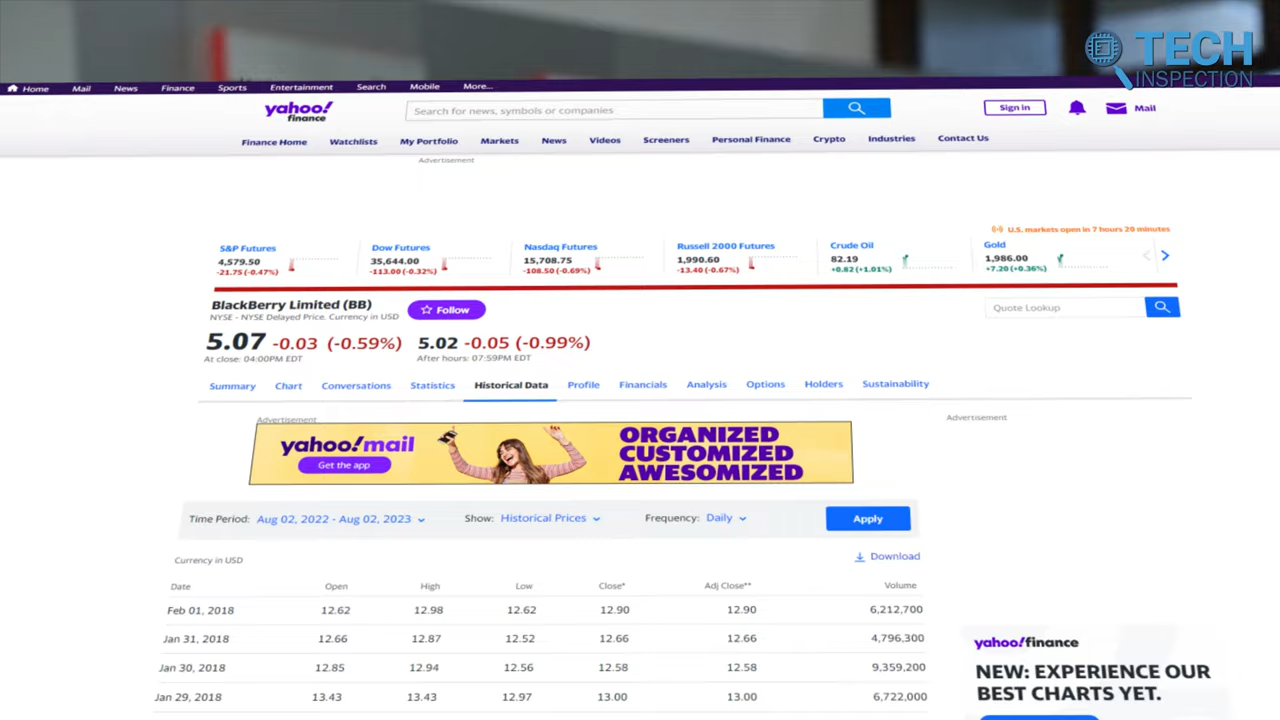 TECH
INSPECTION
Home Mail News Finance Sports Entertainment Search Mobile More...
yahoo!
finance
Search for news, symbols or companies
Sign in
Mail
Finance Home Watchlists My Portfolio Markets News Videos Screeners Personal Finance Crypto Industries Contact Us
Advertisement
U.S. markets open in 7 hours 20 minutes
S&P Futures Dow Futures Nasdaq Futures Russell 2000 Futures Crude Oil Gold
4,579.50 35,644.00 15,708.75 1,990.60 82.19 1,986.00
-21.75 (-0.47%) -113.00 (-0.32%) -108.50 (-0.69%) -13.40 (-0.67%) +0.82 (+1.01%) +7.20 (+0.36%)
BlackBerry Limited (BB)
NYSE - NYSE Delayed Price. Currency in USD
Follow
Quote Lookup
5.07 -0.03 (-0.59%) 5.02 -0.05 (-0.99%)
At close: 04:00PM EDT After hours: 07:59PM EDT
Summary Chart Conversations Statistics Historical Data Profile Financials Analysis Options Holders Sustainability
Advertisement Advertisement
yahoo!mail
Get the app
ORGANIZED
CUSTOMIZED
AWESOMIZED
Time Period: Aug 02, 2022 - Aug 02, 2023 Show: Historical Prices Frequency: Daily Apply
Currency in USD Download
Date Open High Low Close* Adj Close** Volume
Feb 01, 2018 12.62 12.98 12.62 12.90 12.90 6,212,700
Jan 31, 2018 12.66 12.87 12.52 12.66 12.66 4,796,300
Jan 30, 2018 12.85 12.94 12.56 12.58 12.58 9,359,200
Jan 29, 2018 13.43 13.43 12.97 13.00 13.00 6,722,000
yahoo!finance
NEW: EXPERIENCE OUR
BEST CHARTS YET.